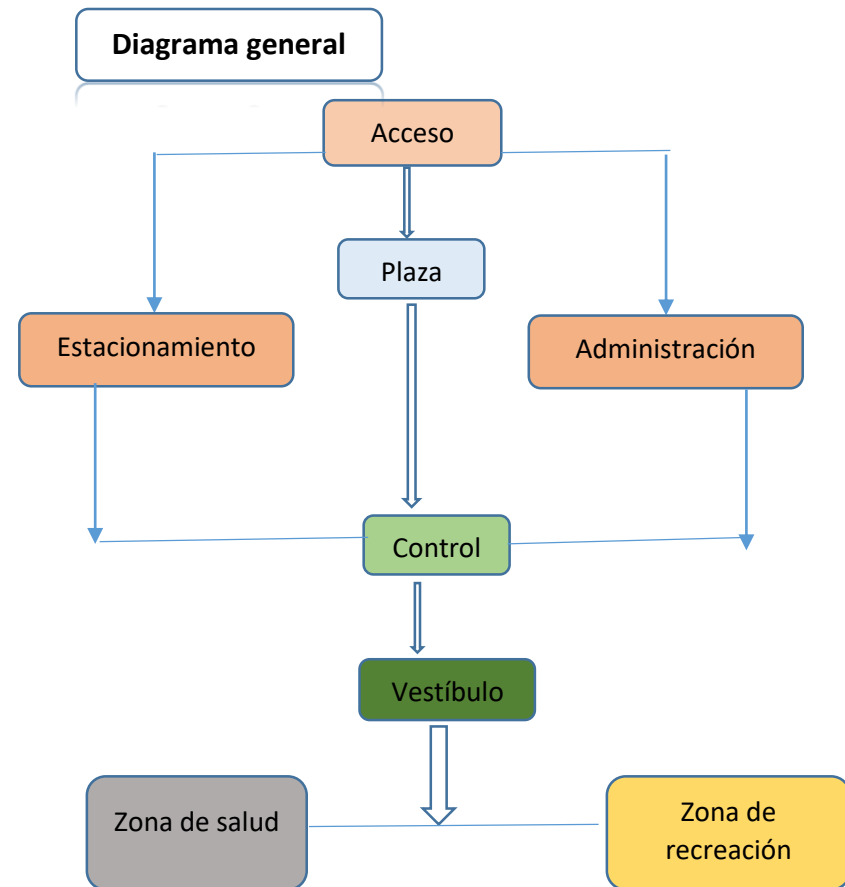 Diagrama general
Acceso
Plaza
Estacionamiento
Administración
Control
Vestíbulo
Zona de salud
Zona de
recreación